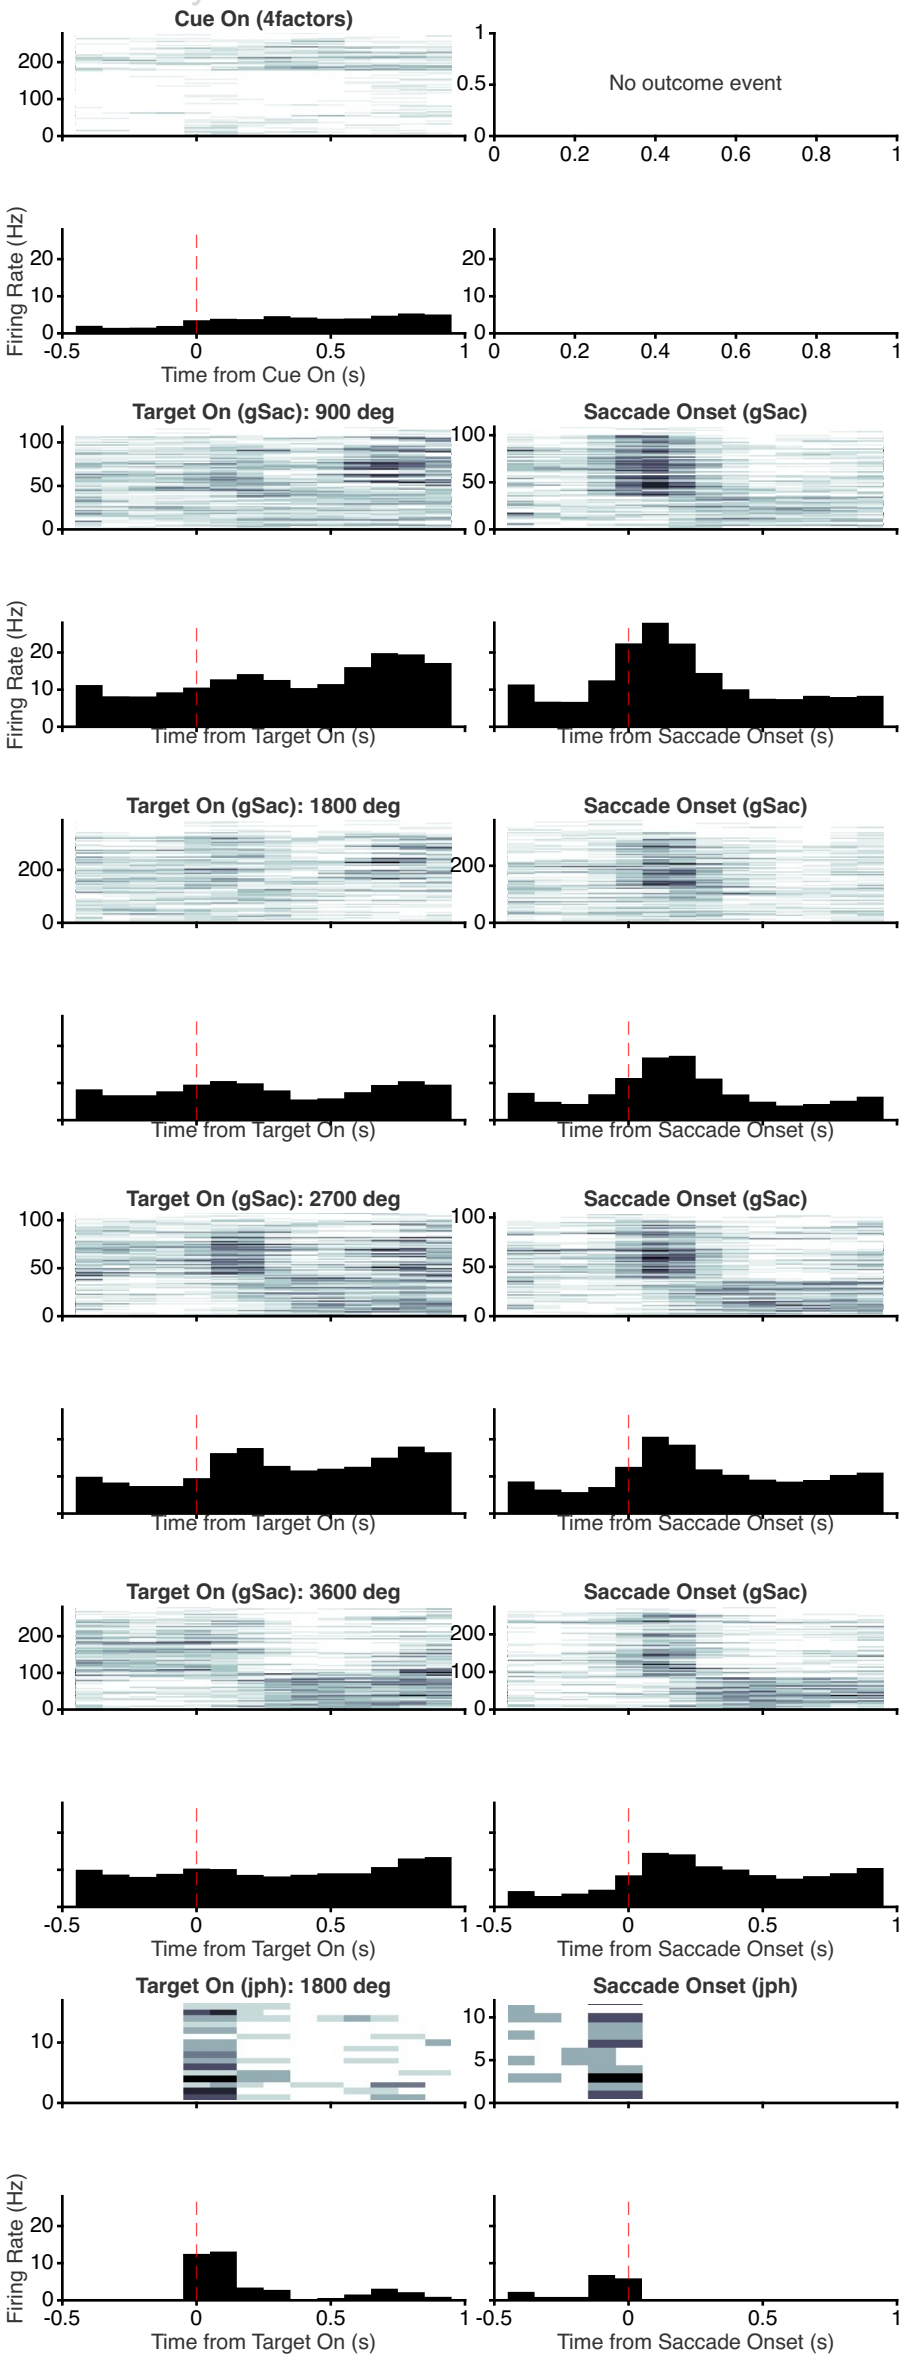 Cue On (4factors)
200
100
0
1
0.5
0
No outcome event
0 0.2 0.4 0.6 0.8 1
Firing Rate (Hz)
20
10
0
-0.5 0 0.5 1
Time from Cue On (s)
20
10
0
0 0.2 0.4 0.6 0.8 1
Target On (gSac): 900 deg
100
50
0
Saccade Onset (gSac)
100
50
0
Firing Rate (Hz)
20
10
0
Time from Target On (s)
Time from Saccade Onset (s)
Target On (gSac): 1800 deg
200
0
Saccade Onset (gSac)
200
0
Time from Target On (s)
Time from Saccade Onset (s)
Target On (gSac): 2700 deg
100
50
0
Saccade Onset (gSac)
100
50
0
Time from Target On (s)
Time from Saccade Onset (s)
Target On (gSac): 3600 deg
200
100
0
Saccade Onset (gSac)
200
100
0
-0.5 0 0.5 1
Time from Target On (s)
-0.5 0 0.5 1
Time from Saccade Onset (s)
Target On (jph): 1800 deg
10
0
Saccade Onset (jph)
10
5
0
Firing Rate (Hz)
20
10
0
-0.5 0 0.5 1
Time from Target On (s)
-0.5 0 0.5 1
Time from Saccade Onset (s)